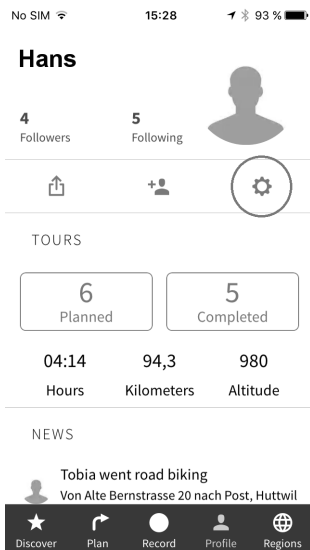 No SIM 15:28 93 %
Hans
4 5
Followers Following
TOURS
6 5
Planned Completed
04:14 94,3 980
Hours Kilometers Altitude
NEWS
Tobia went road biking
Von Alte Bernstrasse 20 nach Post, Huttwil
Discover Plan Record Profile Regions